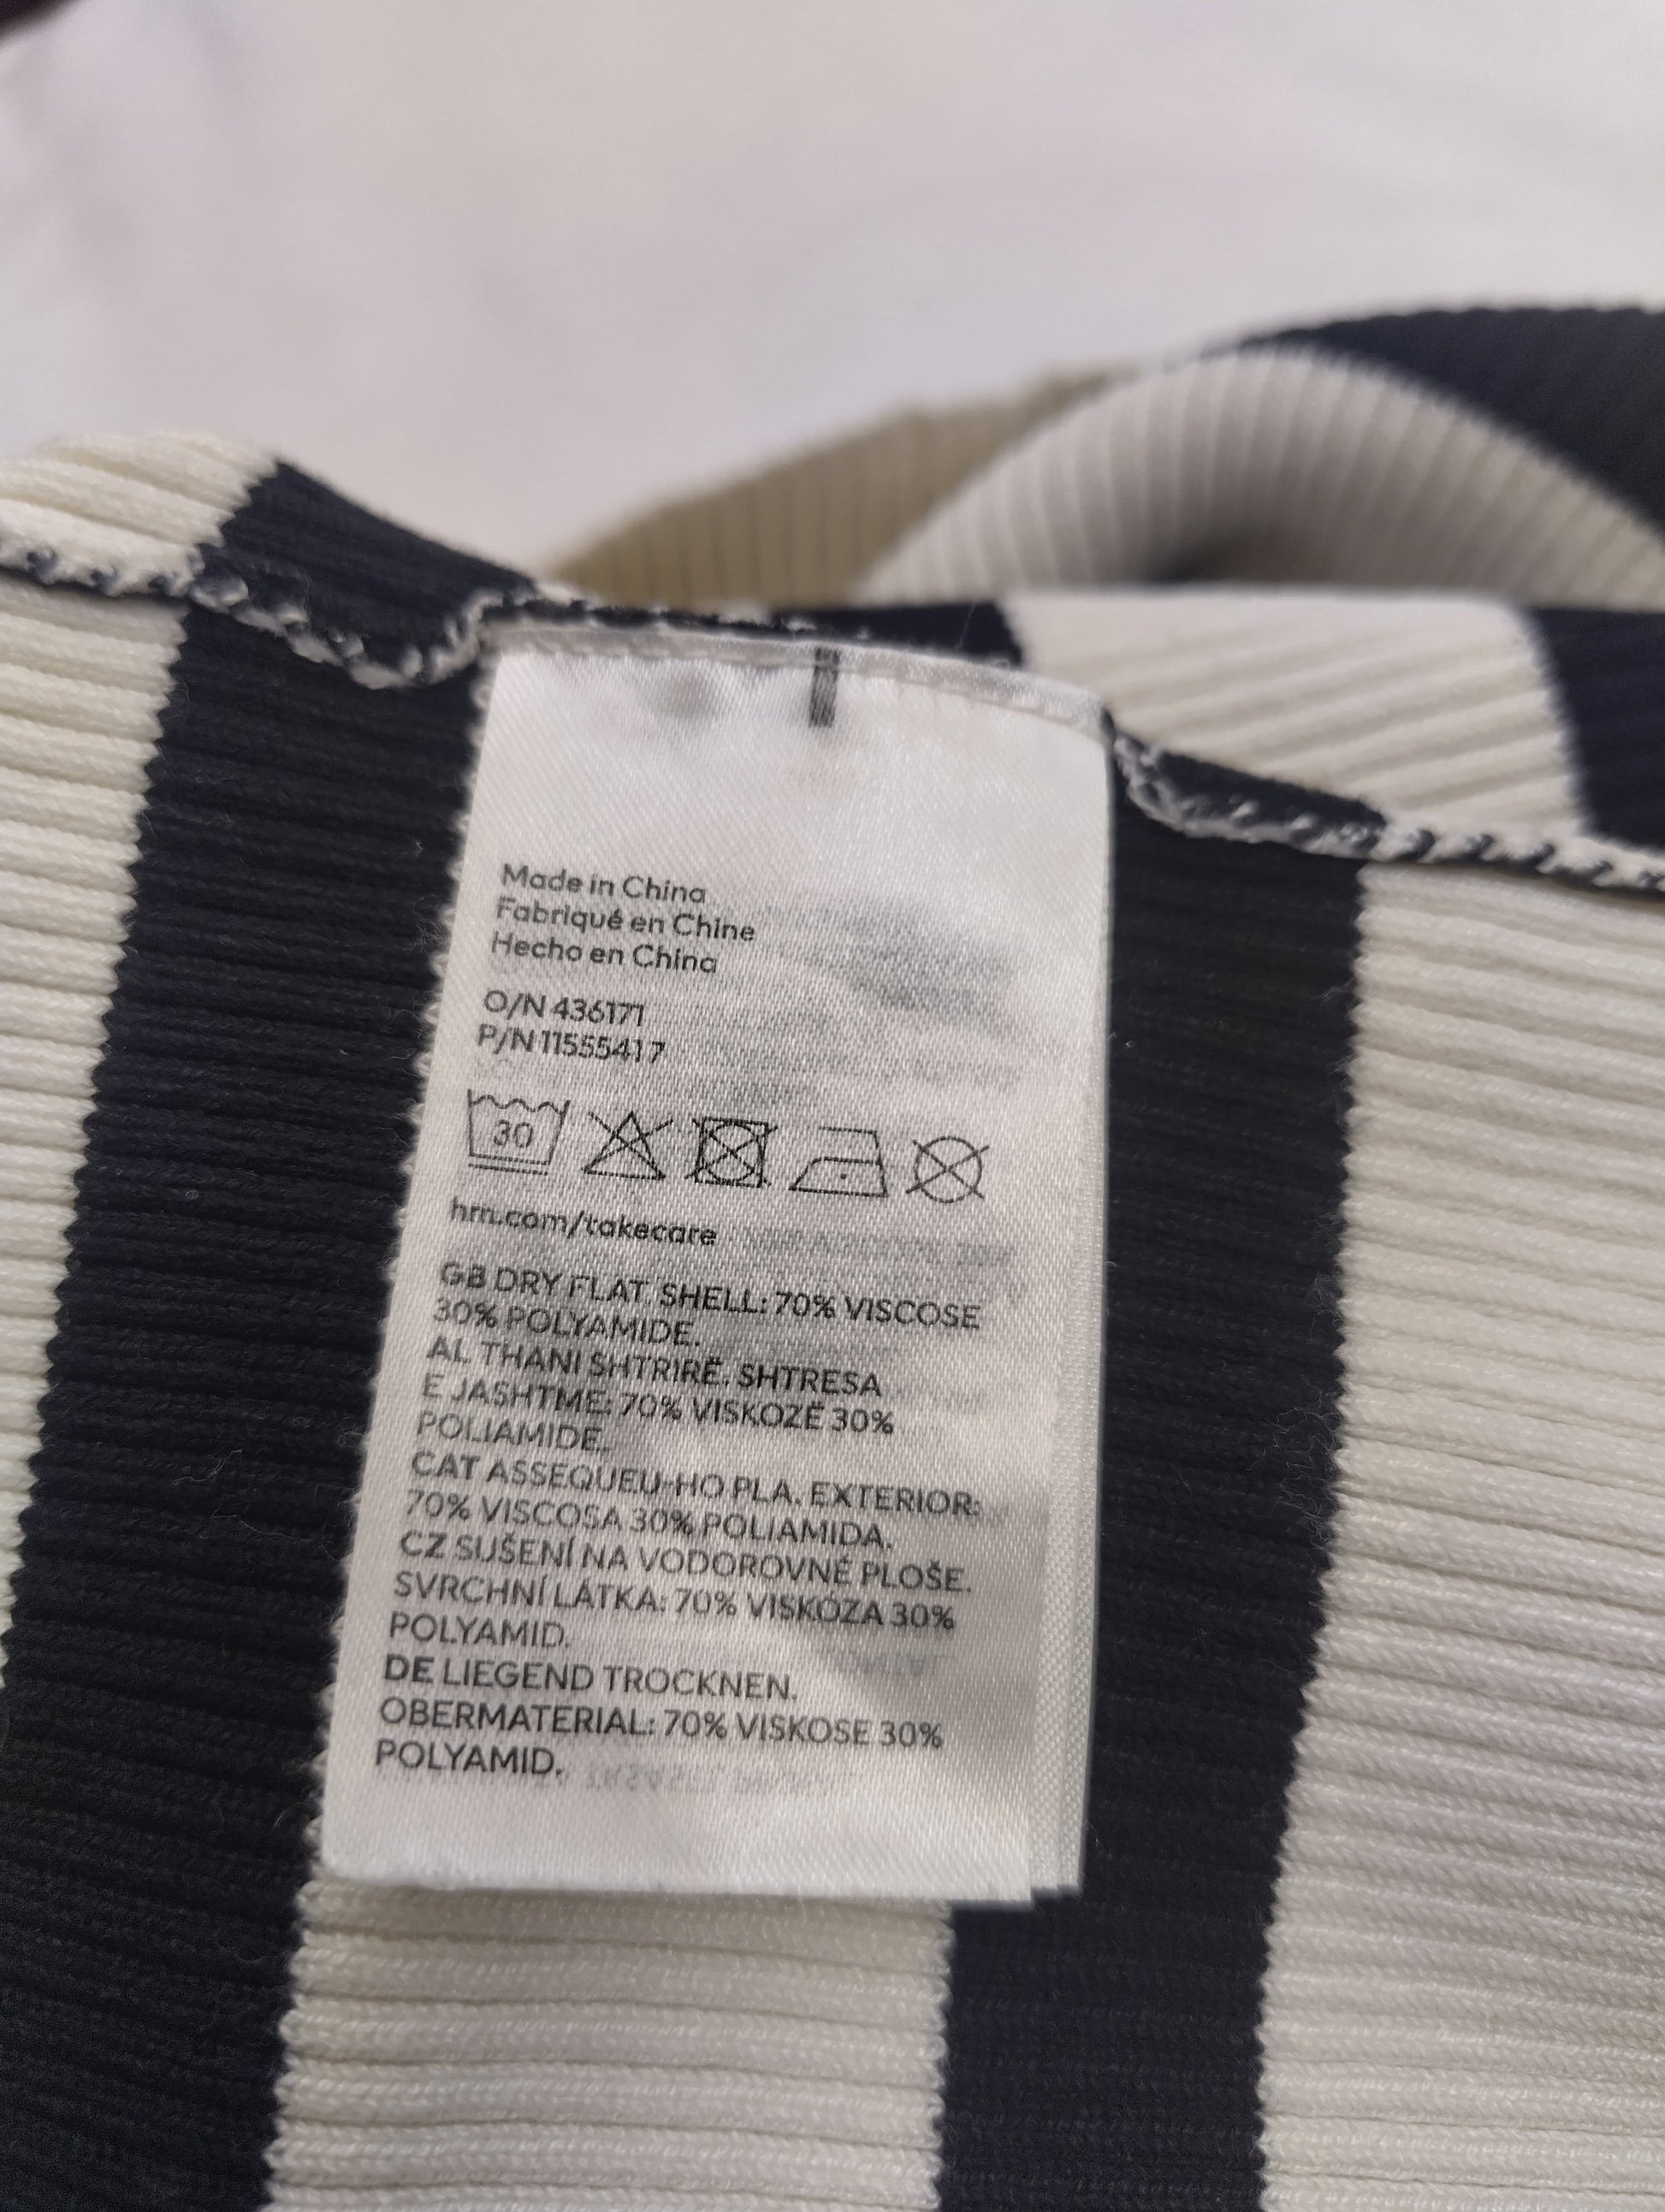 Made in China
Fabriqué en Chine
Hecho en China
O/N 436171
P/N 11555417
30
hm.com/takecare
GB DRY FLAT. SHELL: 70% VISCOSE
30% POLYAMIDE.
AL THANI SHTRIRË. SHTRESA
E JASHTME: 70% VISKOZË 30%
POLIAMIDE.
CAT ASSEQUEU-HO PLA. EXTERIOR:
70% VISCOSA 30% POLIAMIDA.
CZ SUŠENÍ NA VODOROVNÉ PLOŠE.
SVRCHNÍ LÁTKA: 70% VISKÓZA 30%
POLYAMID.
DE LIEGEND TROCKNEN.
OBERMATERIAL: 70% VISKOSE 30%
POLYAMID.